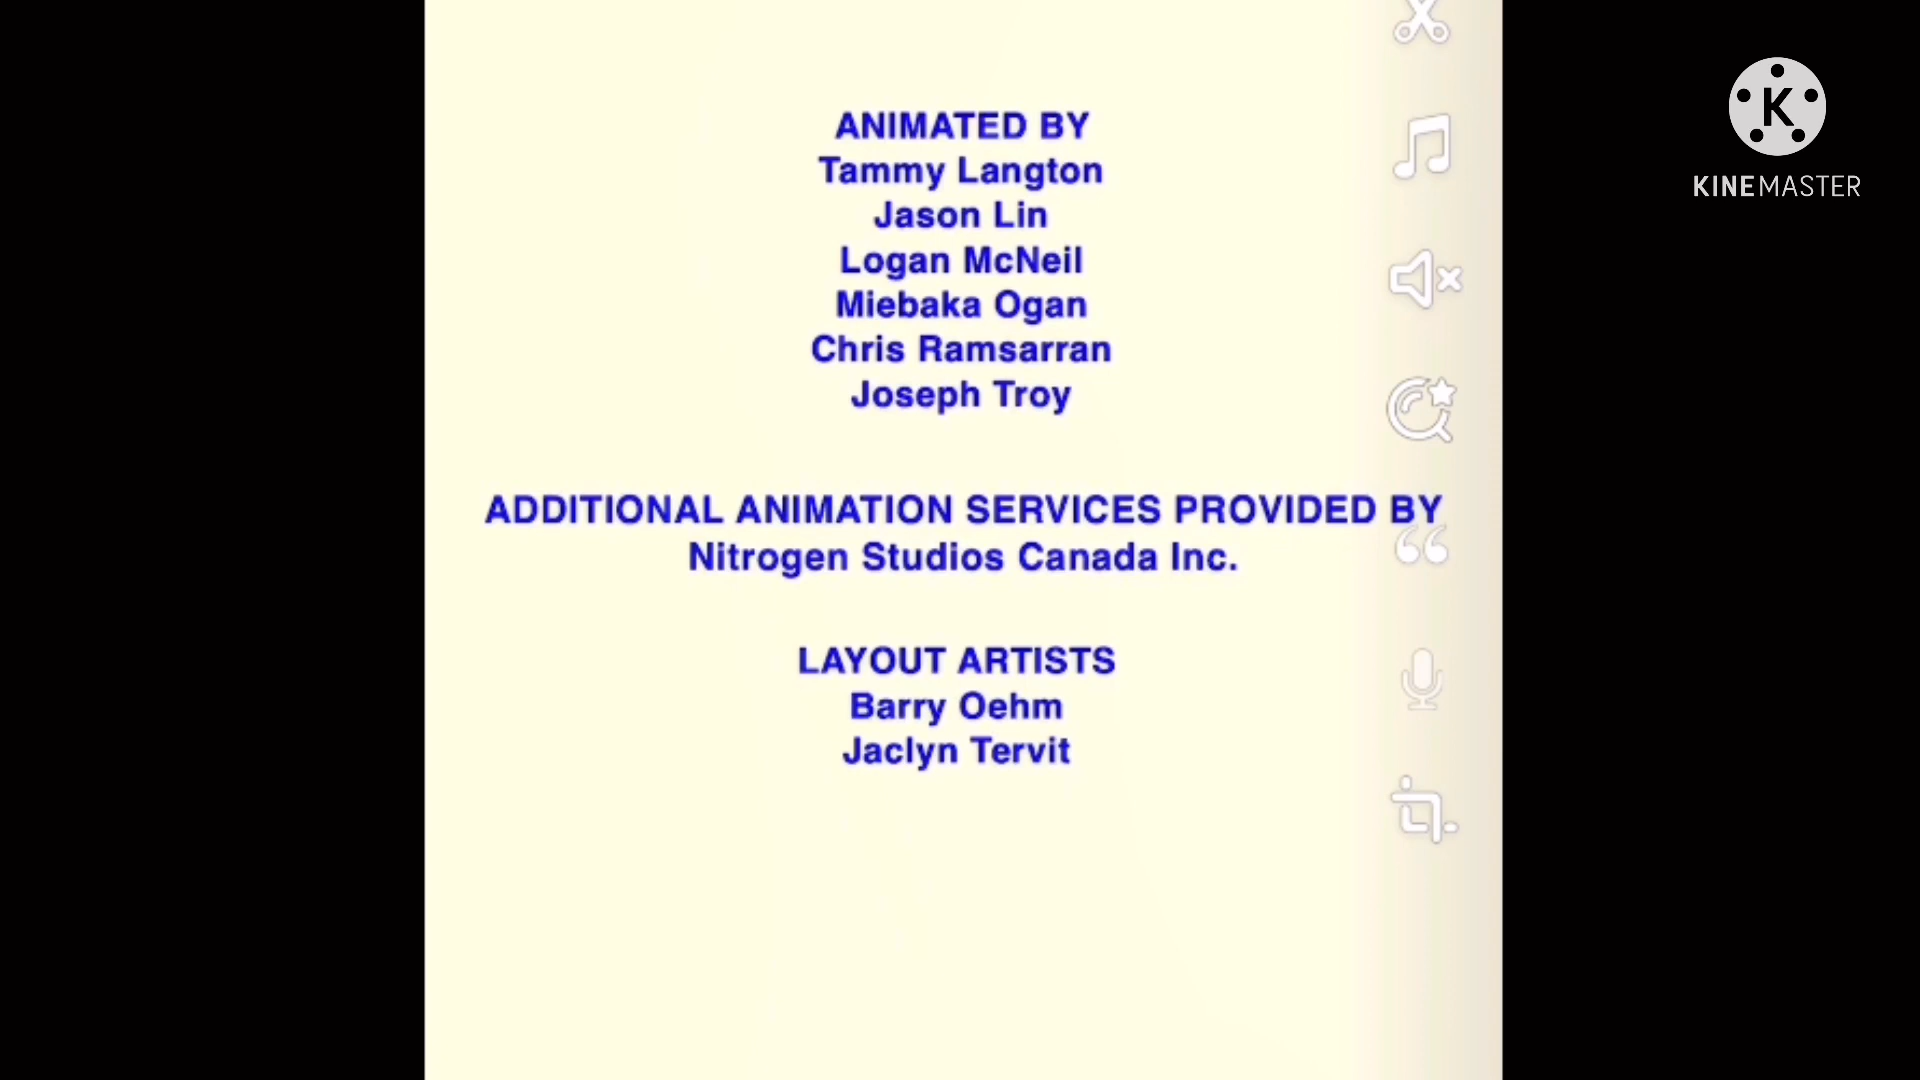 ANIMATED BY
Tammy Langton
Jason Lin
Logan McNeil
Miebaka Ogan
Chris Ramsarran
Joseph Troy
ADDITIONAL ANIMATION SERVICES PROVIDED BY
Nitrogen Studios Canada Inc.
LAYOUT ARTISTS
Barry Oehm
Jaclyn Tervit
K
KINEMASTER